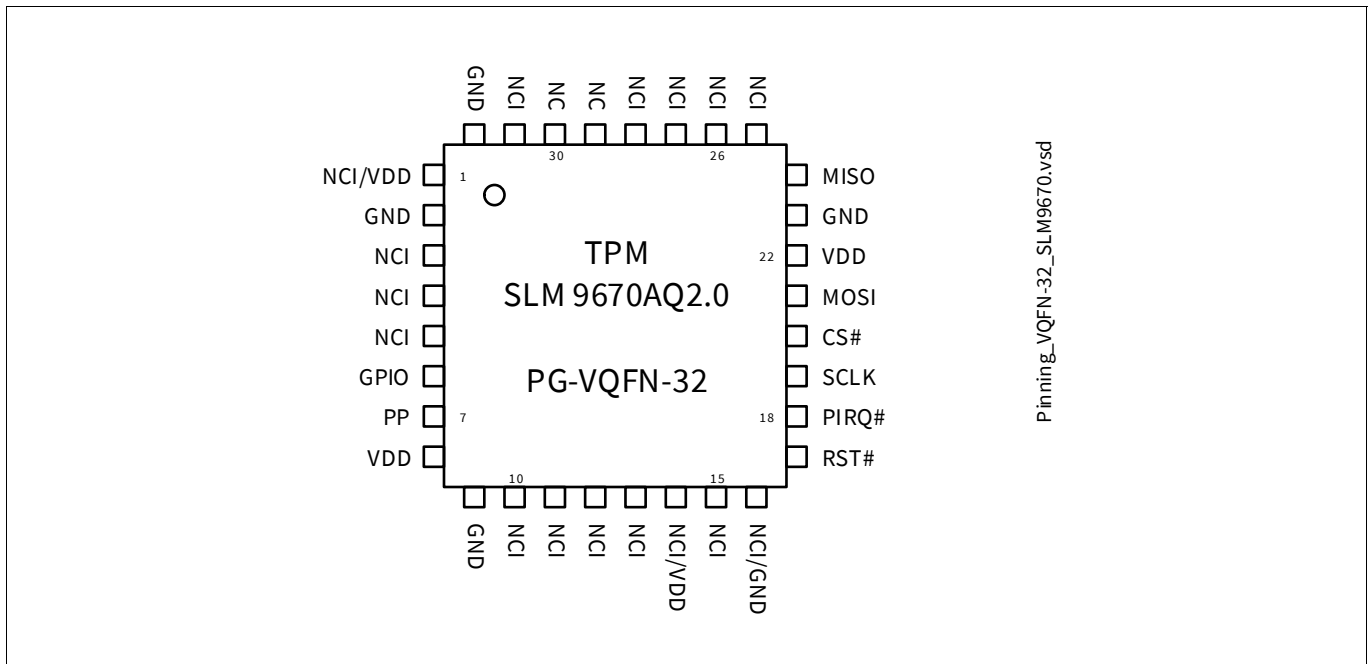 GND
NCI
NC
NC
NCI
NCI
NCI
NCI
30
26
NCI/VDD
1
MISO
GND
GND
NCI
22
VDD
TPM
NCI
MOSI
SLM 9670AQ2.0
NCI
CS#
GPIO
SCLK
PG-VQFN-32
PP
7
18
PIRQ#
VDD
RST#
10
15
GND
NCI
NCI
NCI
NCI
NCI/VDD
NCI
NCI/GND
Pinning_VQFN-32_SLM9670.vsd